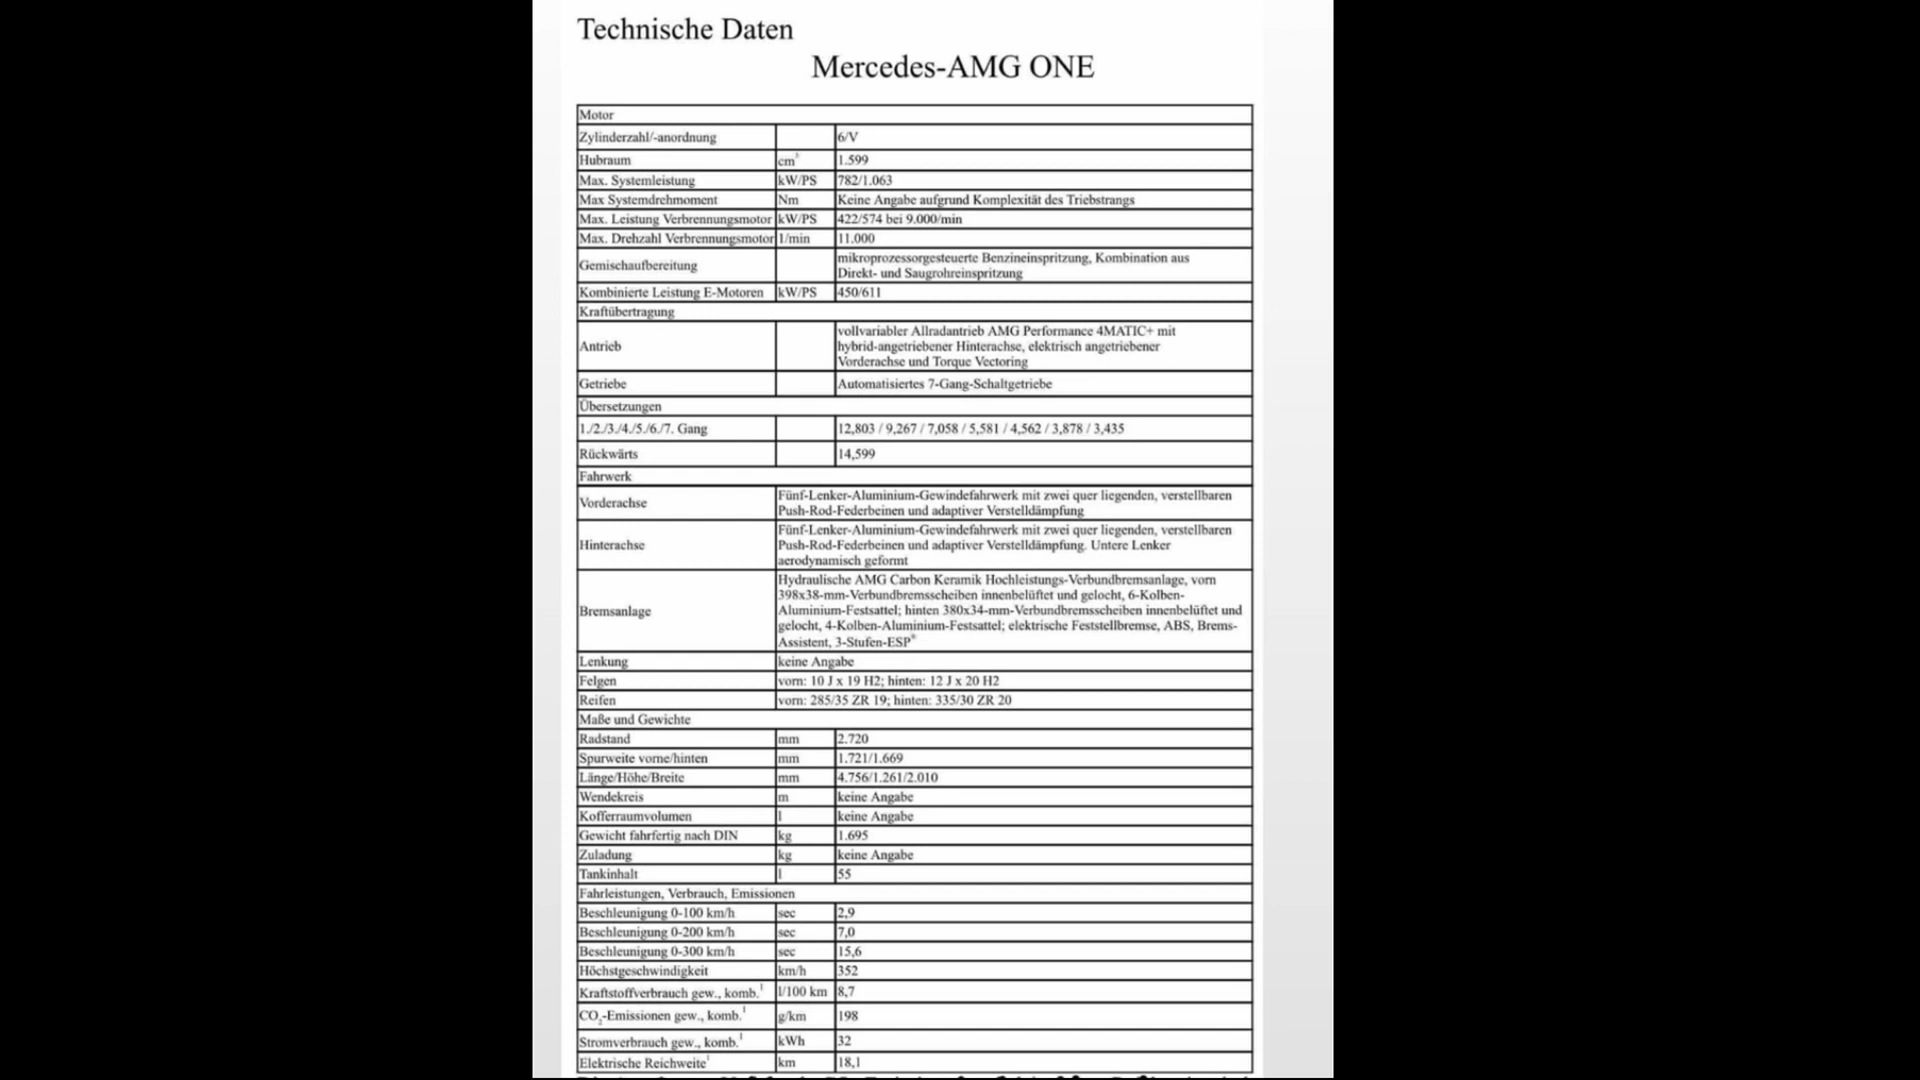 Technische Daten
Mercedes-AMG ONE
Motor
Zylinderzahl/-anordnung 6/V
Hubraum cm³ 1.599
Max. Systemleistung kW/PS 782/1.063
Max Systemdrehmoment Nm Keine Angabe aufgrund Komplexität des Triebstrangs
Max. Leistung Verbrennungsmotor kW/PS 422/574 bei 9.000/min
Max. Drehzahl Verbrennungsmotor 1/min 11.000
Gemischaufbereitung mikroprozessorgesteuerte Benzineinspritzung, Kombination aus
Direkt- und Saugrohreinspritzung
Kombinierte Leistung E-Motoren kW/PS 450/611
Kraftübertragung
Antrieb vollvariabler Allradantrieb AMG Performance 4MATIC+ mit
hybrid-angetriebener Hinterachse, elektrisch angetriebener
Vorderachse und Torque Vectoring
Getriebe Automatisiertes 7-Gang-Schaltgetriebe
Übersetzungen
1./2./3./4./5./6./7. Gang 12,803 / 9,267 / 7,058 / 5,581 / 4,562 / 3,878 / 3,435
Rückwärts 14,599
Fahrwerk
Vorderachse Fünf-Lenker-Aluminium-Gewindefahrwerk mit zwei quer liegenden, verstellbaren
Push-Rod-Federbeinen und adaptiver Verstelldämpfung
Hinterachse Fünf-Lenker-Aluminium-Gewindefahrwerk mit zwei quer liegenden, verstellbaren
Push-Rod-Federbeinen und adaptiver Verstelldämpfung. Untere Lenker
aerodynamisch geformt
Bremsanlage Hydraulische AMG Carbon Keramik Hochleistungs-Verbundbremsanlage, vorn
398x38-mm-Verbundbremsscheiben innenbelüftet und gelocht, 6-Kolben-
Aluminium-Festsattel; hinten 380x34-mm-Verbundbremsscheiben innenbelüftet und
gelocht, 4-Kolben-Aluminium-Festsattel; elektrische Feststellbremse, ABS, Brems-
Assistent, 3-Stufen-ESP®
Lenkung keine Angabe
Felgen vorn: 10 J x 19 H2; hinten: 12 J x 20 H2
Reifen vorn: 285/35 ZR 19; hinten: 335/30 ZR 20
Maße und Gewichte
Radstand mm 2.720
Spurweite vorne/hinten mm 1.721/1.669
Länge/Höhe/Breite mm 4.756/1.261/2.010
Wendekreis m keine Angabe
Kofferraumvolumen l keine Angabe
Gewicht fahrfertig nach DIN kg 1.695
Zuladung kg keine Angabe
Tankinhalt l 55
Fahrleistungen, Verbrauch, Emissionen
Beschleunigung 0-100 km/h sec 2,9
Beschleunigung 0-200 km/h sec 7,0
Beschleunigung 0-300 km/h sec 15,6
Höchstgeschwindigkeit km/h 352
Kraftstoffverbrauch gew., komb.¹ l/100 km 8,7
CO₂-Emissionen gew., komb.¹ g/km 198
Stromverbrauch gew., komb.¹ kWh 32
Elektrische Reichweite¹ km 18,1